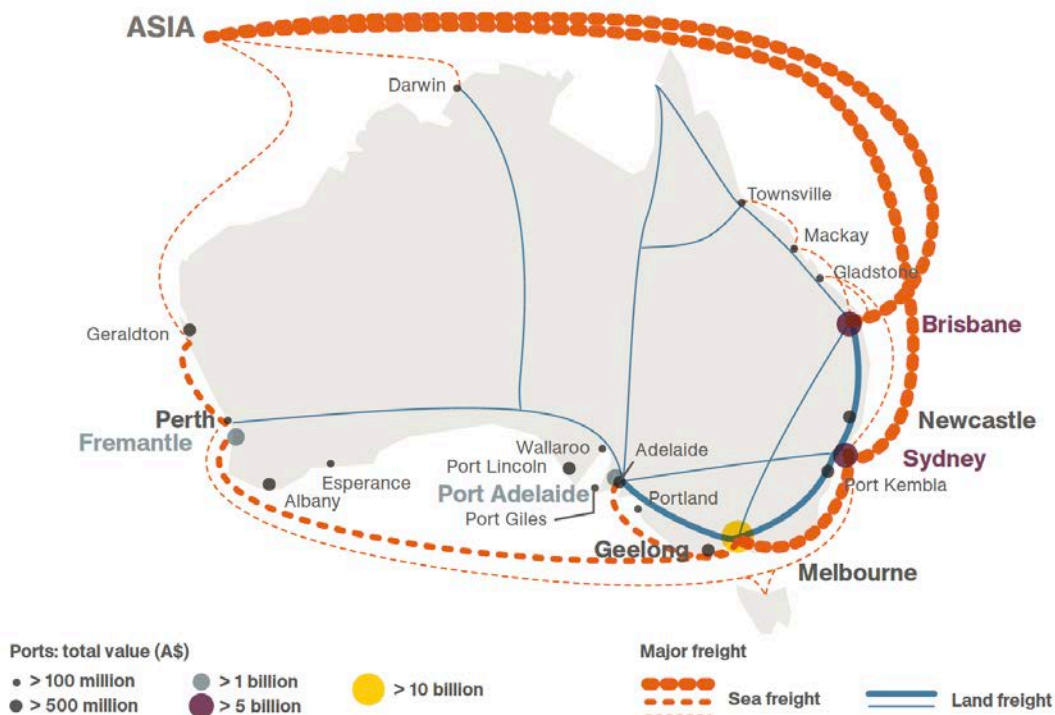 ASIA
Darwin
Townsville
Mackay
Gladstone
Geraldton
Brisbane
Perth
Newcastle
Fremantle
Wallaroo
Adelaide
Sydney
Port Lincoln
Port Kembla
Esperance
Port Adelaide
Albany
Portland
Port Giles
Geelong
Melbourne
Ports: total value (A$)
> 100 million
> 1 billion
> 10 billion
> 500 million
> 5 billion
Major freight
Sea freight
Land freight